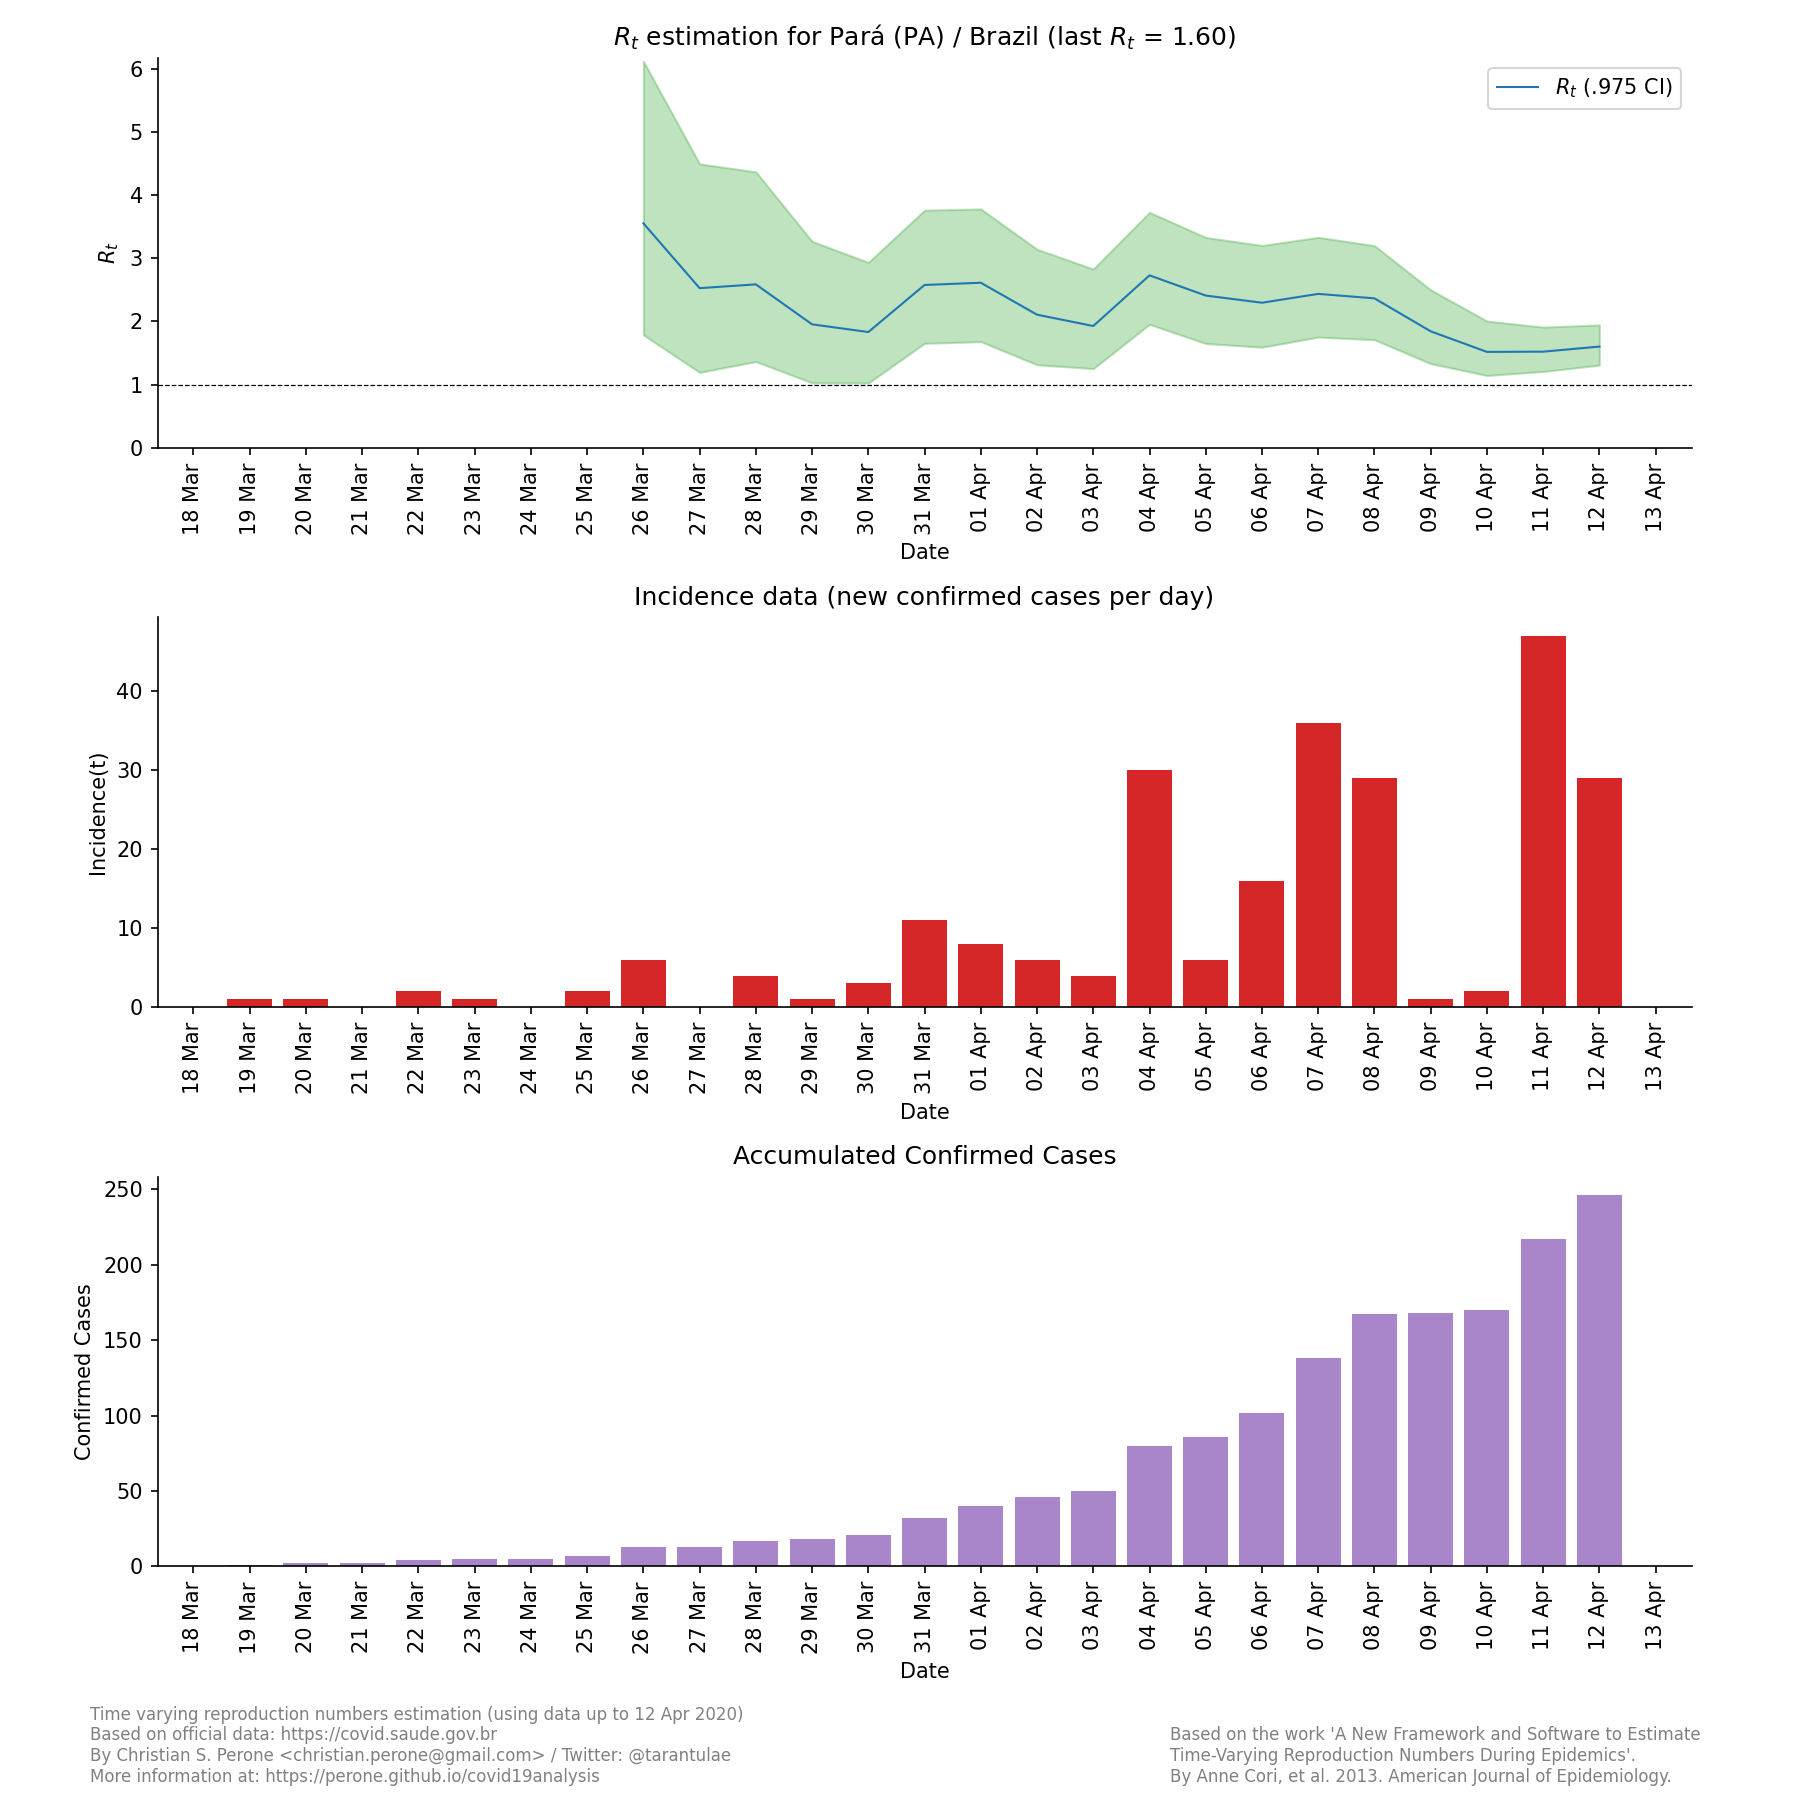 Rt estimation for Pará (PA) / Brazil (last Rt = 1.60)
Rt (.975 CI)
6
5
4
3
2
1
0
Rt
18 Mar
19 Mar
20 Mar
21 Mar
22 Mar
23 Mar
24 Mar
25 Mar
26 Mar
27 Mar
28 Mar
29 Mar
30 Mar
31 Mar
01 Apr
02 Apr
03 Apr
04 Apr
05 Apr
06 Apr
07 Apr
08 Apr
09 Apr
10 Apr
11 Apr
12 Apr
13 Apr
Date
Incidence data (new confirmed cases per day)
40
30
20
10
0
Incidence(t)
18 Mar
19 Mar
20 Mar
21 Mar
22 Mar
23 Mar
24 Mar
25 Mar
26 Mar
27 Mar
28 Mar
29 Mar
30 Mar
31 Mar
01 Apr
02 Apr
03 Apr
04 Apr
05 Apr
06 Apr
07 Apr
08 Apr
09 Apr
10 Apr
11 Apr
12 Apr
13 Apr
Date
Accumulated Confirmed Cases
250
200
150
100
50
0
Confirmed Cases
18 Mar
19 Mar
20 Mar
21 Mar
22 Mar
23 Mar
24 Mar
25 Mar
26 Mar
27 Mar
28 Mar
29 Mar
30 Mar
31 Mar
01 Apr
02 Apr
03 Apr
04 Apr
05 Apr
06 Apr
07 Apr
08 Apr
09 Apr
10 Apr
11 Apr
12 Apr
13 Apr
Date
Time varying reproduction numbers estimation (using data up to 12 Apr 2020)
Based on official data: https://covid.saude.gov.br
By Christian S. Perone <christian.perone@gmail.com> / Twitter: @tarantulae
More information at: https://perone.github.io/covid19analysis
Based on the work 'A New Framework and Software to Estimate
Time-Varying Reproduction Numbers During Epidemics'.
By Anne Cori, et al. 2013. American Journal of Epidemiology.